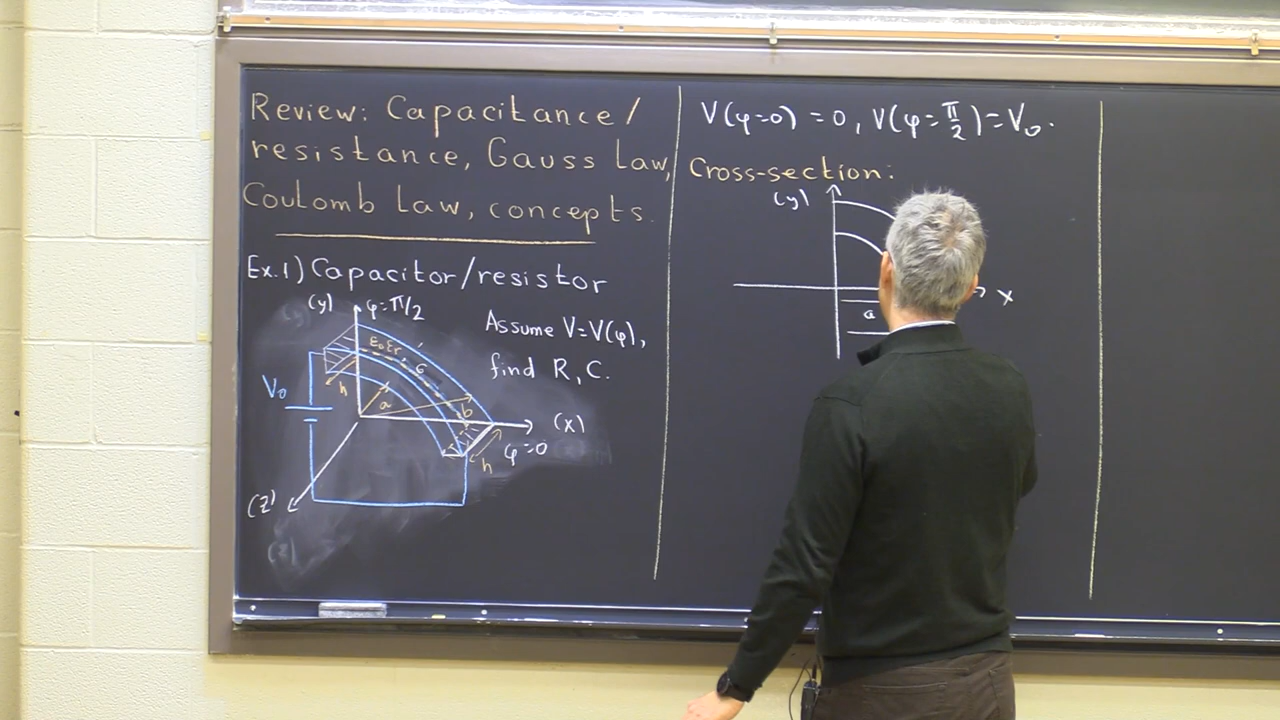 Review: Capacitance/
resistance, Gauss Law,
Coulomb Law, concepts.
Ex.1) Capacitor/resistor
(y)
φ=π/2
Assume V=V(φ),
find R, C.
ε₀εᵣ
σ
V₀
h
a
b
(x)
φ=0
h
(z)
V(φ=0) = 0, V(φ=π/2)=V₀.
Cross-section:
(y)
x
a